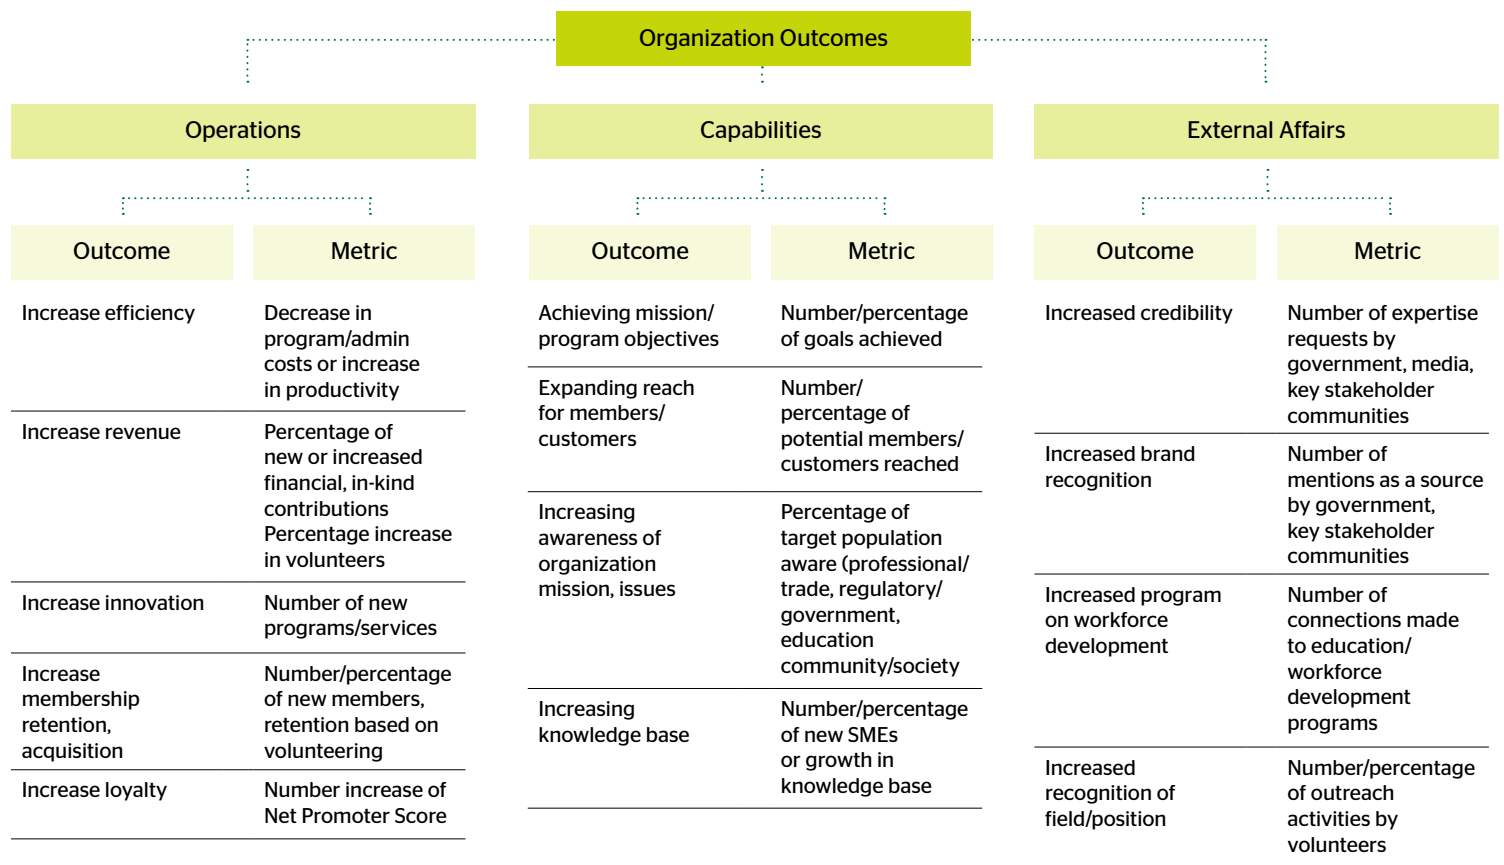 Organization Outcomes
Operations
Outcome
Metric
Increase efficiency
Decrease in
program/admin
costs or increase
in productivity
Increase revenue
Percentage of
new or increased
financial, in-kind
contributions
Percentage increase
in volunteers
Increase innovation
Number of new
programs/services
Increase
membership
retention,
acquisition
Number/percentage
of new members,
retention based on
volunteering
Increase loyalty
Number increase of
Net Promoter Score
Capabilities
Outcome
Metric
Achieving mission/
program objectives
Number/percentage
of goals achieved
Expanding reach
for members/
customers
Number/
percentage of
potential members/
customers reached
Increasing
awareness of
organization
mission, issues
Percentage of
target population
aware (professional/
trade, regulatory/
government,
education
community/society
Increasing
knowledge base
Number/percentage
of new SMEs
or growth in
knowledge base
External Affairs
Outcome
Metric
Increased credibility
Number of expertise
requests by
government, media,
key stakeholder
communities
Increased brand
recognition
Number of
mentions as a source
by government,
key stakeholder
communities
Increased program
on workforce
development
Number of
connections made
to education/
workforce
development
programs
Increased
recognition of
field/position
Number/percentage
of outreach
activities by
volunteers